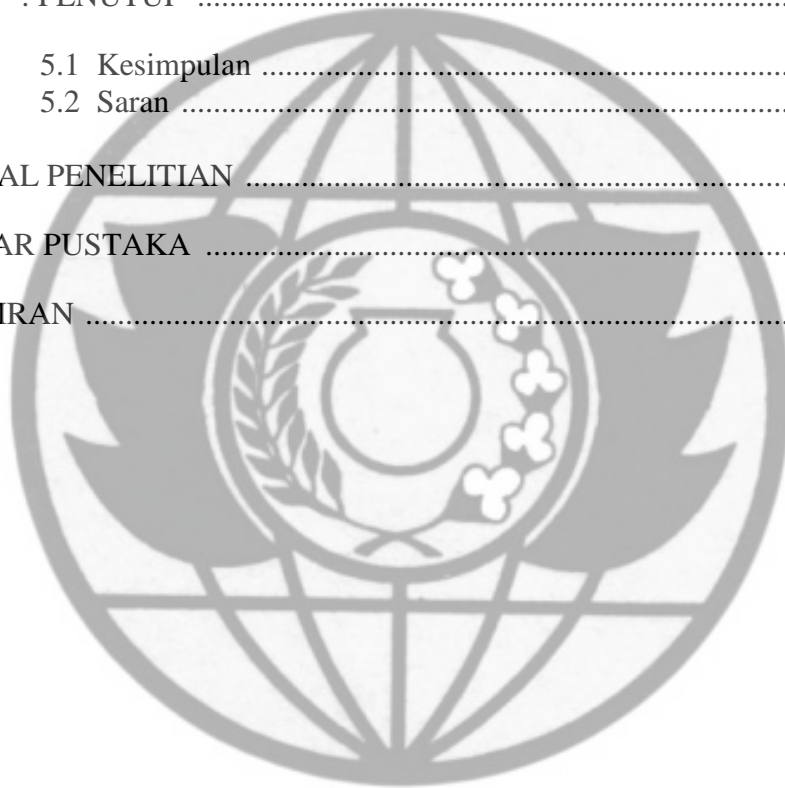 : PENUTUP ........................................................................
5.1 Kesimpulan ........................................................................
5.2 Saran ........................................................................
AL PENELITIAN ........................................................................
AR PUSTAKA ........................................................................
IRAN ........................................................................